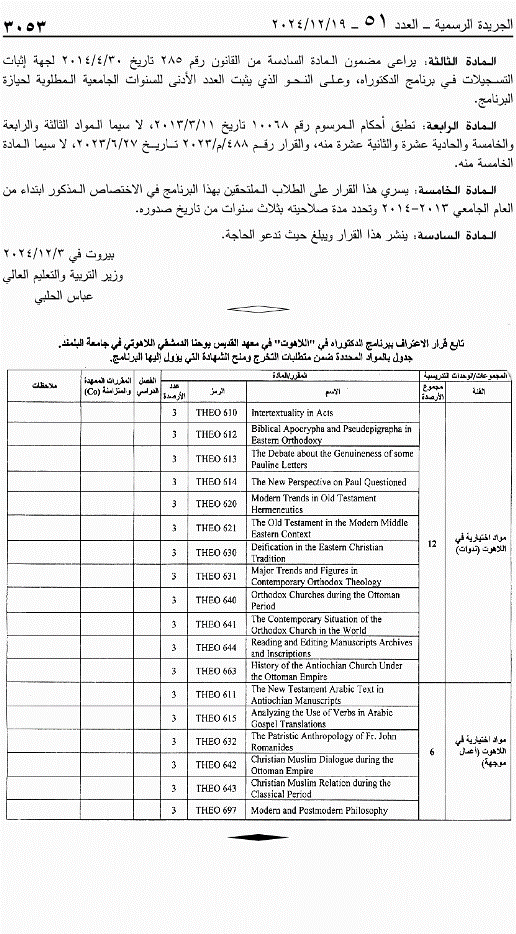 الجريدة الرسمية ــ العدد ٥١ ــ ٢٠٢٤/١٢/١٩
٣٠٥٣
المادة الثالثة: يراعى مضمون المادة السادسة من القانون رقم ٢٨٥ تاريخ ٢٠١٤/٤/٣٠ لجهة إثبات
التسجيلات في برنامج الدكتوراه، وعلى النحو الذي يثبت العدد الأدنى للسنوات الجامعية المطلوبة لحيازة
البرنامج.
المادة الرابعة: تطبق أحكام المرسوم رقم ١٠٠٦٨ تاريخ ٢٠١٣/٣/١١، لا سيما المواد الثالثة والرابعة
والخامسة والحادية عشرة والثانية عشرة منه، والقرار رقم ٤٨٨/م/٢٠٢٣ تاريخ ٢٠٢٣/٦/٢٧، لا سيما المادة
الخامسة منه.
المادة الخامسة: يسري هذا القرار على الطلاب الملتحقين بهذا البرنامج في الاختصاص المذكور ابتداء من
العام الجامعي ٢٠١٣-٢٠١٤ وتحدد مدة صلاحيته بثلاث سنوات من تاريخ صدوره.
المادة السادسة: ينشر هذا القرار ويبلغ حيث تدعو الحاجة.
بيروت في ٢٠٢٤/١٢/٣
وزير التربية والتعليم العالي
عباس الحلبي
تابع قرار الاعتراف ببرنامج الدكتوراه في "اللاهوت" في معهد القديس يوحنا الدمشقي اللاهوتي في جامعة البلمند.
جدول بالمواد المحددة ضمن متطلبات التخرج ومنح الشهادة التي يؤول إليها البرنامج.
المجموعات/الوحدات التدريسية المقرر/المادة الفصل الدراسي المقررات الممهدة والمتزامنة (Co) ملاحظات
الفئة مجموع الأرصدة الاسم الرمز عدد الأرصدة
مواد اختيارية في اللاهوت (ندوات) 12
Intertextuality in Acts THEO 610 3
Biblical Apocrypha and Pseudepigrapha in Eastern Orthodoxy THEO 612 3
The Debate about the Genuineness of some Pauline Letters THEO 613 3
The New Perspective on Paul Questioned THEO 614 3
Modern Trends in Old Testament Hermeneutics THEO 620 3
The Old Testament in the Modern Middle Eastern Context THEO 621 3
Deification in the Eastern Christian Tradition THEO 630 3
Major Trends and Figures in Contemporary Orthodox Theology THEO 631 3
Orthodox Churches during the Ottoman Period THEO 640 3
The Contemporary Situation of the Orthodox Church in the World THEO 641 3
Reading and Editing Manuscripts Archives and Inscriptions THEO 644 3
History of the Antiochian Church Under the Ottoman Empire THEO 663 3
مواد اختيارية في اللاهوت (أعمال موجهة) 6
The New Testament Arabic Text in Antiochian Manuscripts THEO 611 3
Analyzing the Use of Verbs in Arabic Gospel Translations THEO 615 3
The Patristic Anthropology of Fr. John Romanides THEO 632 3
Christian Muslim Dialogue during the Ottoman Empire THEO 642 3
Christian Muslim Relation during the Classical Period THEO 643 3
Modern and Postmodern Philosophy THEO 697 3